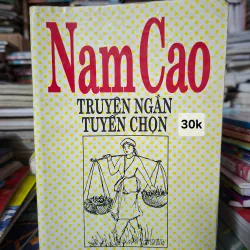 Nam Cao
TRUYỆN NGẮN
TUYỂN CHỌN
30k